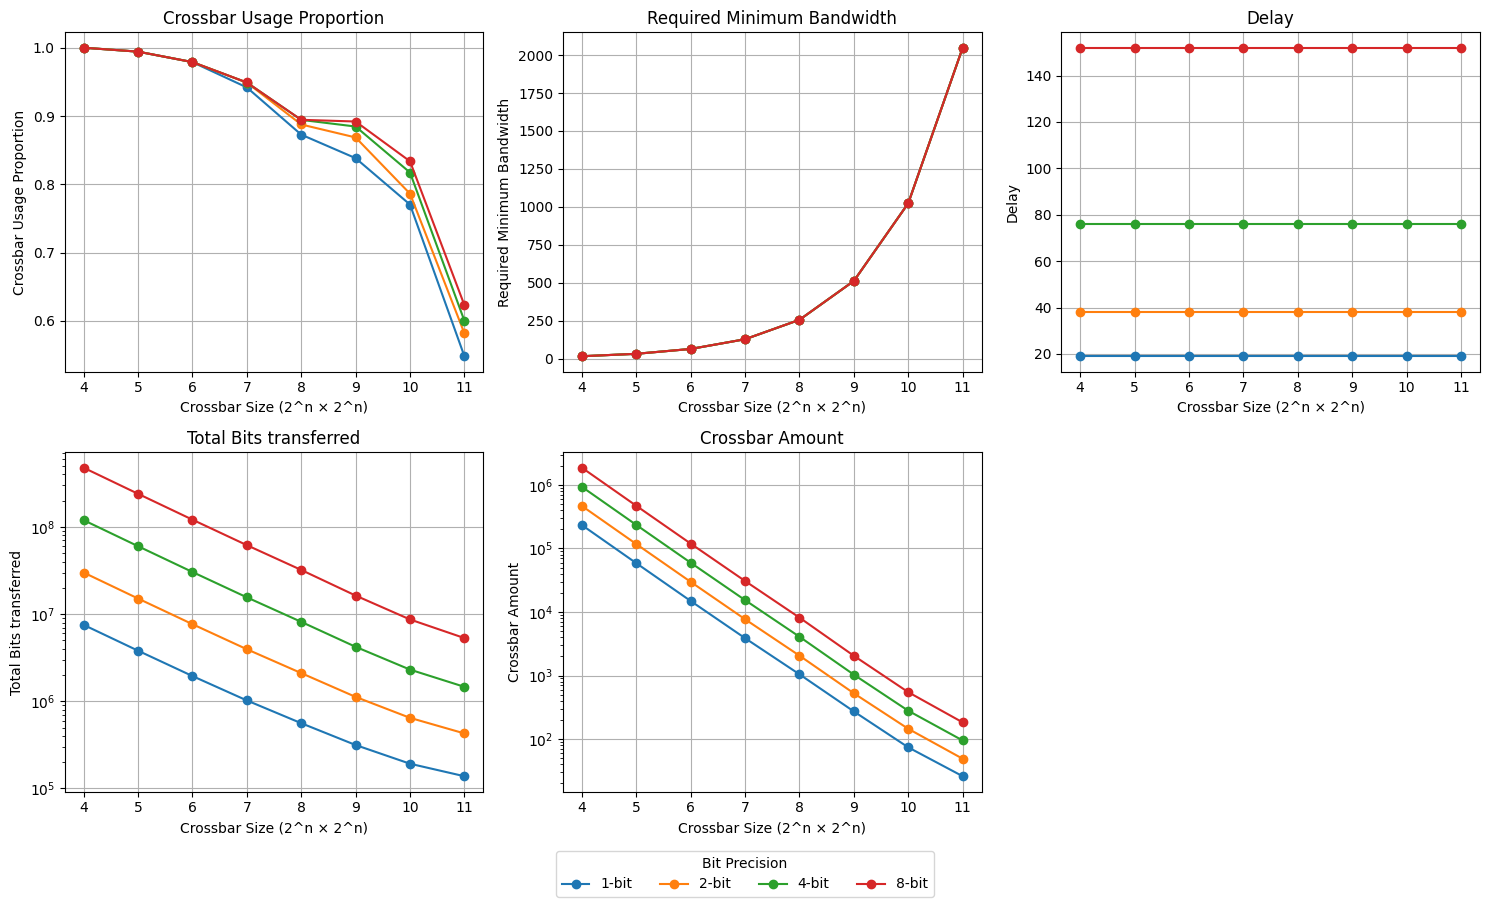 Crossbar Usage Proportion
Crossbar Usage Proportion
1.0
0.9
0.8
0.7
0.6
4 5 6 7 8 9 10 11
Crossbar Size (2^n × 2^n)
Required Minimum Bandwidth
Required Minimum Bandwidth
2000
1750
1500
1250
1000
750
500
250
0
4 5 6 7 8 9 10 11
Crossbar Size (2^n × 2^n)
Delay
Delay
140
120
100
80
60
40
20
4 5 6 7 8 9 10 11
Crossbar Size (2^n × 2^n)
Total Bits transferred
Total Bits transferred
10^8
10^7
10^6
10^5
4 5 6 7 8 9 10 11
Crossbar Size (2^n × 2^n)
Crossbar Amount
Crossbar Amount
10^6
10^5
10^4
10^3
10^2
4 5 6 7 8 9 10 11
Crossbar Size (2^n × 2^n)
Bit Precision
1-bit 2-bit 4-bit 8-bit